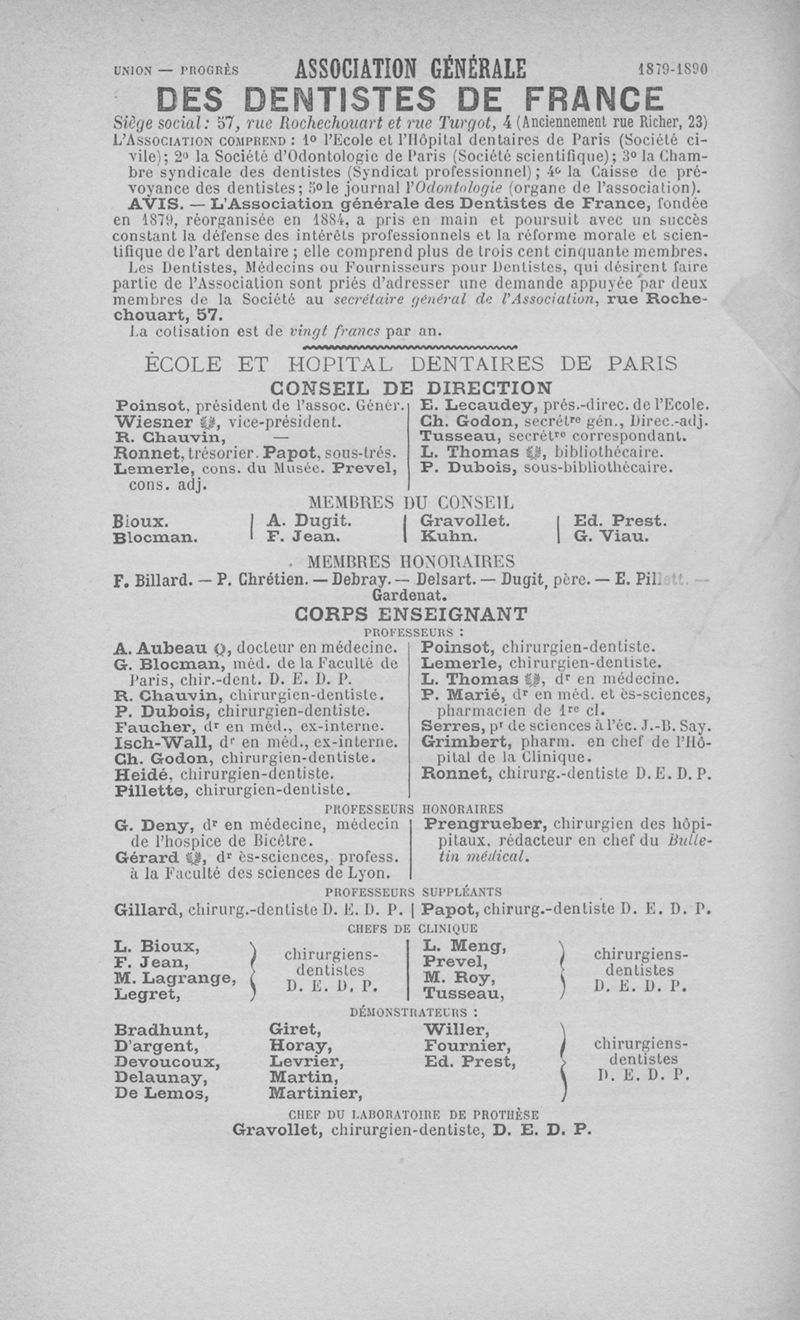 UNION — PROGRÈS ASSOCIATION GÉNÉRALE 1879-1890
DES DENTISTES DE FRANCE
Siège social : 57, rue Rochechouart et rue Turgot, 4 (Anciennement rue Richer, 23)
L'ASSOCIATION COMPREND : 1º l'Ecole et l'Hôpital dentaires de Paris (Société ci-
vile); 2º la Société d'Odontologie de Paris (Société scientifique); 3º la Cham-
bre syndicale des dentistes (Syndicat professionnel) ; 4º la Caisse de pré-
voyance des dentistes; 5º le journal l'Odontologie (organe de l'association).
AVIS. — L'Association générale des Dentistes de France, fondée
en 1879, réorganisée en 1884, a pris en main et poursuit avec un succès
constant la défense des intérêts professionnels et la réforme morale et scien-
tifique de l'art dentaire ; elle comprend plus de trois cent cinquante membres.
Les Dentistes, Médecins ou Fournisseurs pour Dentistes, qui désirent faire
partie de l'Association sont priés d'adresser une demande appuyée par deux
membres de la Société au secrétaire général de l'Association, rue Roche-
chouart, 57.
La cotisation est de vingt francs par an.
ÉCOLE ET HOPITAL DENTAIRES DE PARIS
CONSEIL DE DIRECTION
Poinsot, président de l'assoc. Génér.
Wiesner, vice-président.
R. Chauvin, —
Ronnet, trésorier. Papot, sous-trés.
Lemerle, cons. du Musée. Prevel,
cons. adj.
E. Lecaudey, prés.-direc. de l'Ecole.
Ch. Godon, secrétre gén., Direc.-adj.
Tusseau, secrétre correspondant.
L. Thomas, bibliothécaire.
P. Dubois, sous-bibliothécaire.
MEMBRES DU CONSEIL
Bioux. | A. Dugit. | Gravollet. | Ed. Prest.
Blocman. | F. Jean. | Kuhn. | G. Viau.
MEMBRES HONORAIRES
F. Billard. — P. Chrétien. — Debray. — Delsart. — Dugit, père. — E. Pillett. —
Gardenat.
CORPS ENSEIGNANT
PROFESSEURS :
A. Aubeau, docteur en médecine.
G. Blocman, méd. de la Faculté de
Paris, chir.-dent. D. E. D. P.
R. Chauvin, chirurgien-dentiste.
P. Dubois, chirurgien-dentiste.
Faucher, dr en méd., ex-interne.
Isch-Wall, dr en méd., ex-interne.
Ch. Godon, chirurgien-dentiste.
Heidé, chirurgien-dentiste.
Pillette, chirurgien-dentiste.
Poinsot, chirurgien-dentiste.
Lemerle, chirurgien-dentiste.
L. Thomas, dr en médecine.
P. Marié, dr en méd. et ès-sciences,
pharmacien de 1re cl.
Serres, pr de sciences à l'éc. J.-B. Say.
Grimbert, pharm. en chef de l'Hô-
pital de la Clinique.
Ronnet, chirurg.-dentiste D. E. D. P.
PROFESSEURS HONORAIRES
G. Deny, dr en médecine, médecin
de l'hospice de Bicêtre.
Gérard, dr ès-sciences, profess.
à la Faculté des sciences de Lyon.
Prengrueber, chirurgien des hôpi-
pitaux, rédacteur en chef du Bulle-
tin médical.
PROFESSEURS SUPPLÉANTS
Gillard, chirurg.-dentiste D. E. D. P. | Papot, chirurg.-dentiste D. E. D. P.
CHEFS DE CLINIQUE
L. Bioux,
F. Jean,
M. Lagrange,
Legret,
chirurgiens-
dentistes
D. E. D. P.
L. Meng,
Prevel,
M. Roy,
Tusseau,
chirurgiens-
dentistes
D. E. D. P.
DÉMONSTRATEURS :
Bradhunt,
D'argent,
Devoucoux,
Delaunay,
De Lemos,
Giret,
Horay,
Levrier,
Martin,
Martinier,
Willer,
Fournier,
Ed. Prest,
chirurgiens-
dentistes
D. E. D. P.
CHEF DU LABORATOIRE DE PROTHÈSE
Gravollet, chirurgien-dentiste, D. E. D. P.